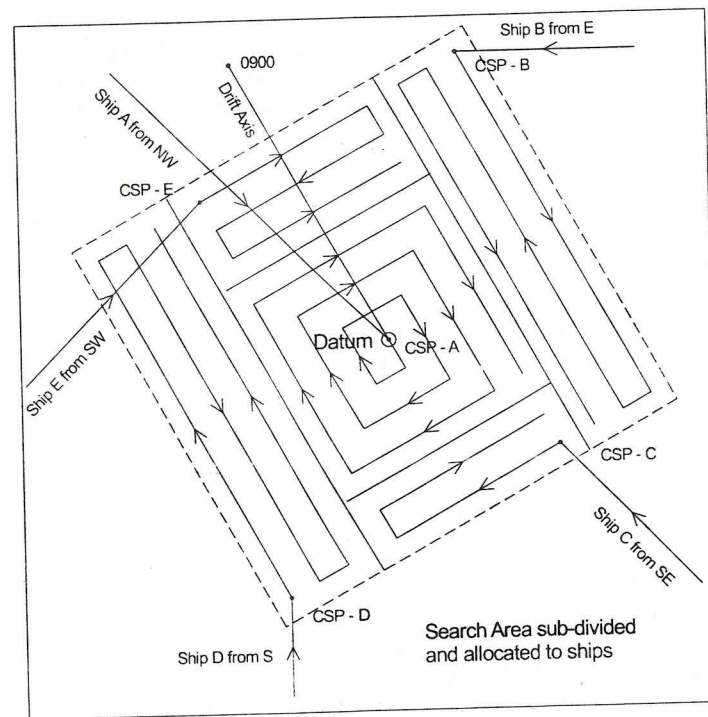 Ship B from E
0900
CSP - B
Drift Axis
Ship A from NW
CSP - E
Datum
CSP - A
Ship E from SW
CSP - C
Ship C from SE
CSP - D
Search Area sub-divided
and allocated to ships
Ship D from S